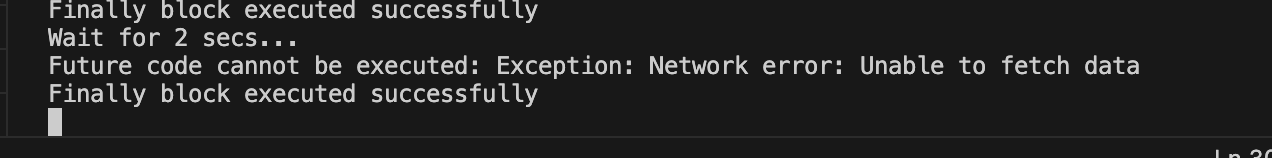 Finally block executed successfully
Wait for 2 secs...
Future code cannot be executed: Exception: Network error: Unable to fetch data
Finally block executed successfully